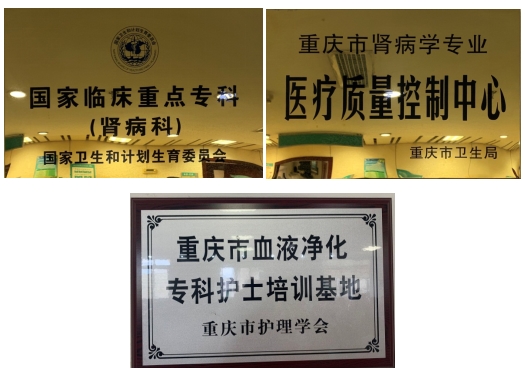 国家临床重点专科
(肾病科)
国家卫生和计划生育委员会
重庆市肾病学专业
医疗质量控制中心
重庆市卫生局
重庆市血液净化
专科护士培训基地
重庆市护理学会